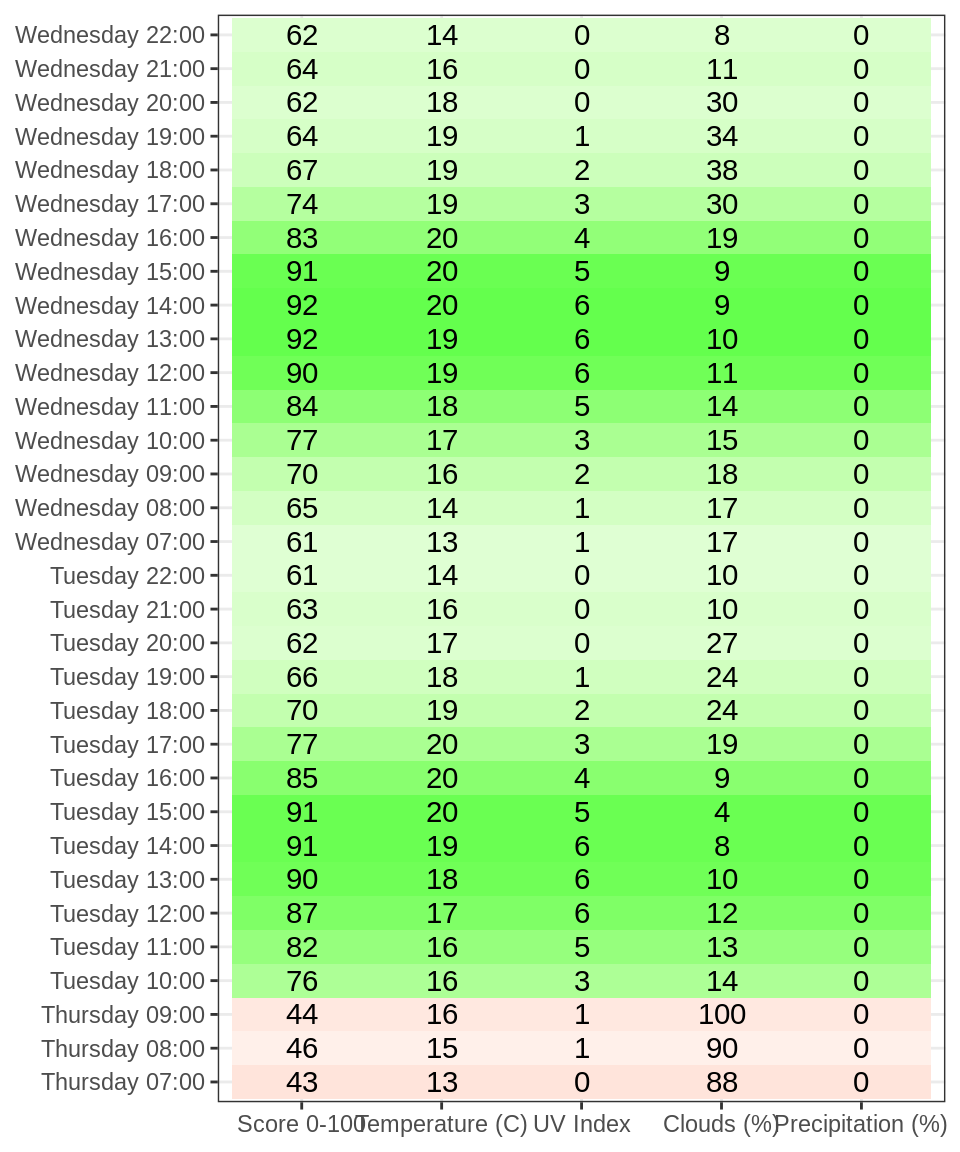 Wednesday 22:00 62 14 0 8 0
Wednesday 21:00 64 16 0 11 0
Wednesday 20:00 62 18 0 30 0
Wednesday 19:00 64 19 1 34 0
Wednesday 18:00 67 19 2 38 0
Wednesday 17:00 74 19 3 30 0
Wednesday 16:00 83 20 4 19 0
Wednesday 15:00 91 20 5 9 0
Wednesday 14:00 92 20 6 9 0
Wednesday 13:00 92 19 6 10 0
Wednesday 12:00 90 19 6 11 0
Wednesday 11:00 84 18 5 14 0
Wednesday 10:00 77 17 3 15 0
Wednesday 09:00 70 16 2 18 0
Wednesday 08:00 65 14 1 17 0
Wednesday 07:00 61 13 1 17 0
Tuesday 22:00 61 14 0 10 0
Tuesday 21:00 63 16 0 10 0
Tuesday 20:00 62 17 0 27 0
Tuesday 19:00 66 18 1 24 0
Tuesday 18:00 70 19 2 24 0
Tuesday 17:00 77 20 3 19 0
Tuesday 16:00 85 20 4 9 0
Tuesday 15:00 91 20 5 4 0
Tuesday 14:00 91 19 6 8 0
Tuesday 13:00 90 18 6 10 0
Tuesday 12:00 87 17 6 12 0
Tuesday 11:00 82 16 5 13 0
Tuesday 10:00 76 16 3 14 0
Thursday 09:00 44 16 1 100 0
Thursday 08:00 46 15 1 90 0
Thursday 07:00 43 13 0 88 0
Score 0-100 Temperature (C) UV Index Clouds (%) Precipitation (%)